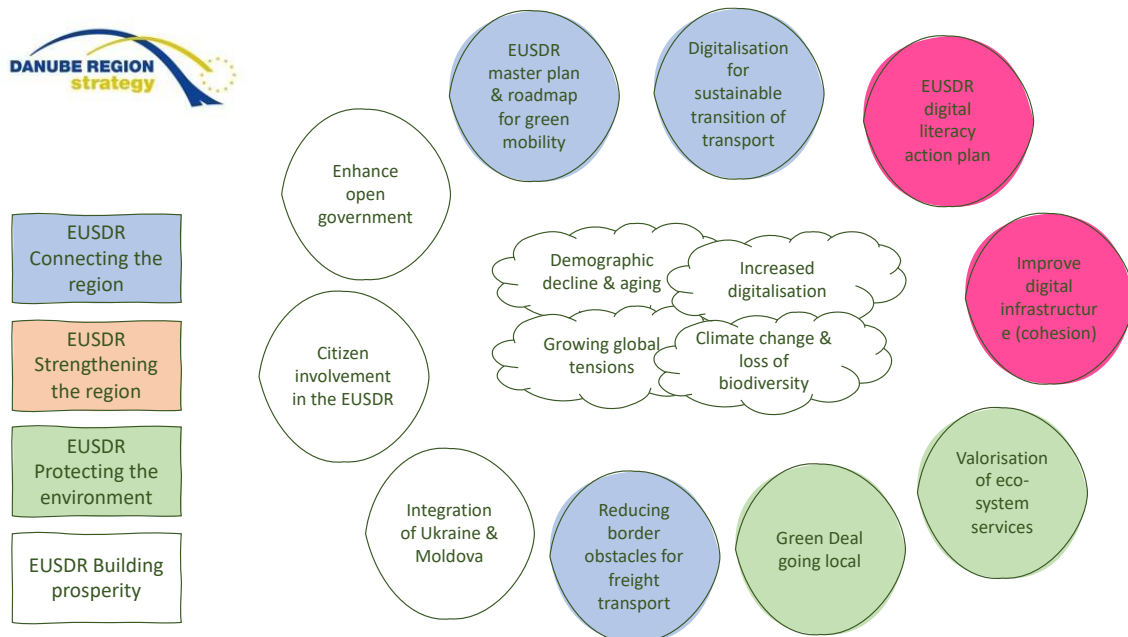 DANUBE REGION
strategy
EUSDR
Connecting the
region
EUSDR
Strengthening
the region
EUSDR
Protecting the
environment
EUSDR Building
prosperity
EUSDR
master plan
& roadmap
for green
mobility
Digitalisation
for
sustainable
transition of
transport
EUSDR
digital
literacy
action plan
Improve
digital
infrastructur
e (cohesion)
Valorisation
of eco-
system
services
Green Deal
going local
Reducing
border
obstacles for
freight
transport
Integration
of Ukraine &
Moldova
Citizen
involvement
in the EUSDR
Enhance
open
government
Demographic
decline & aging
Increased
digitalisation
Growing global
tensions
Climate change &
loss of
biodiversity